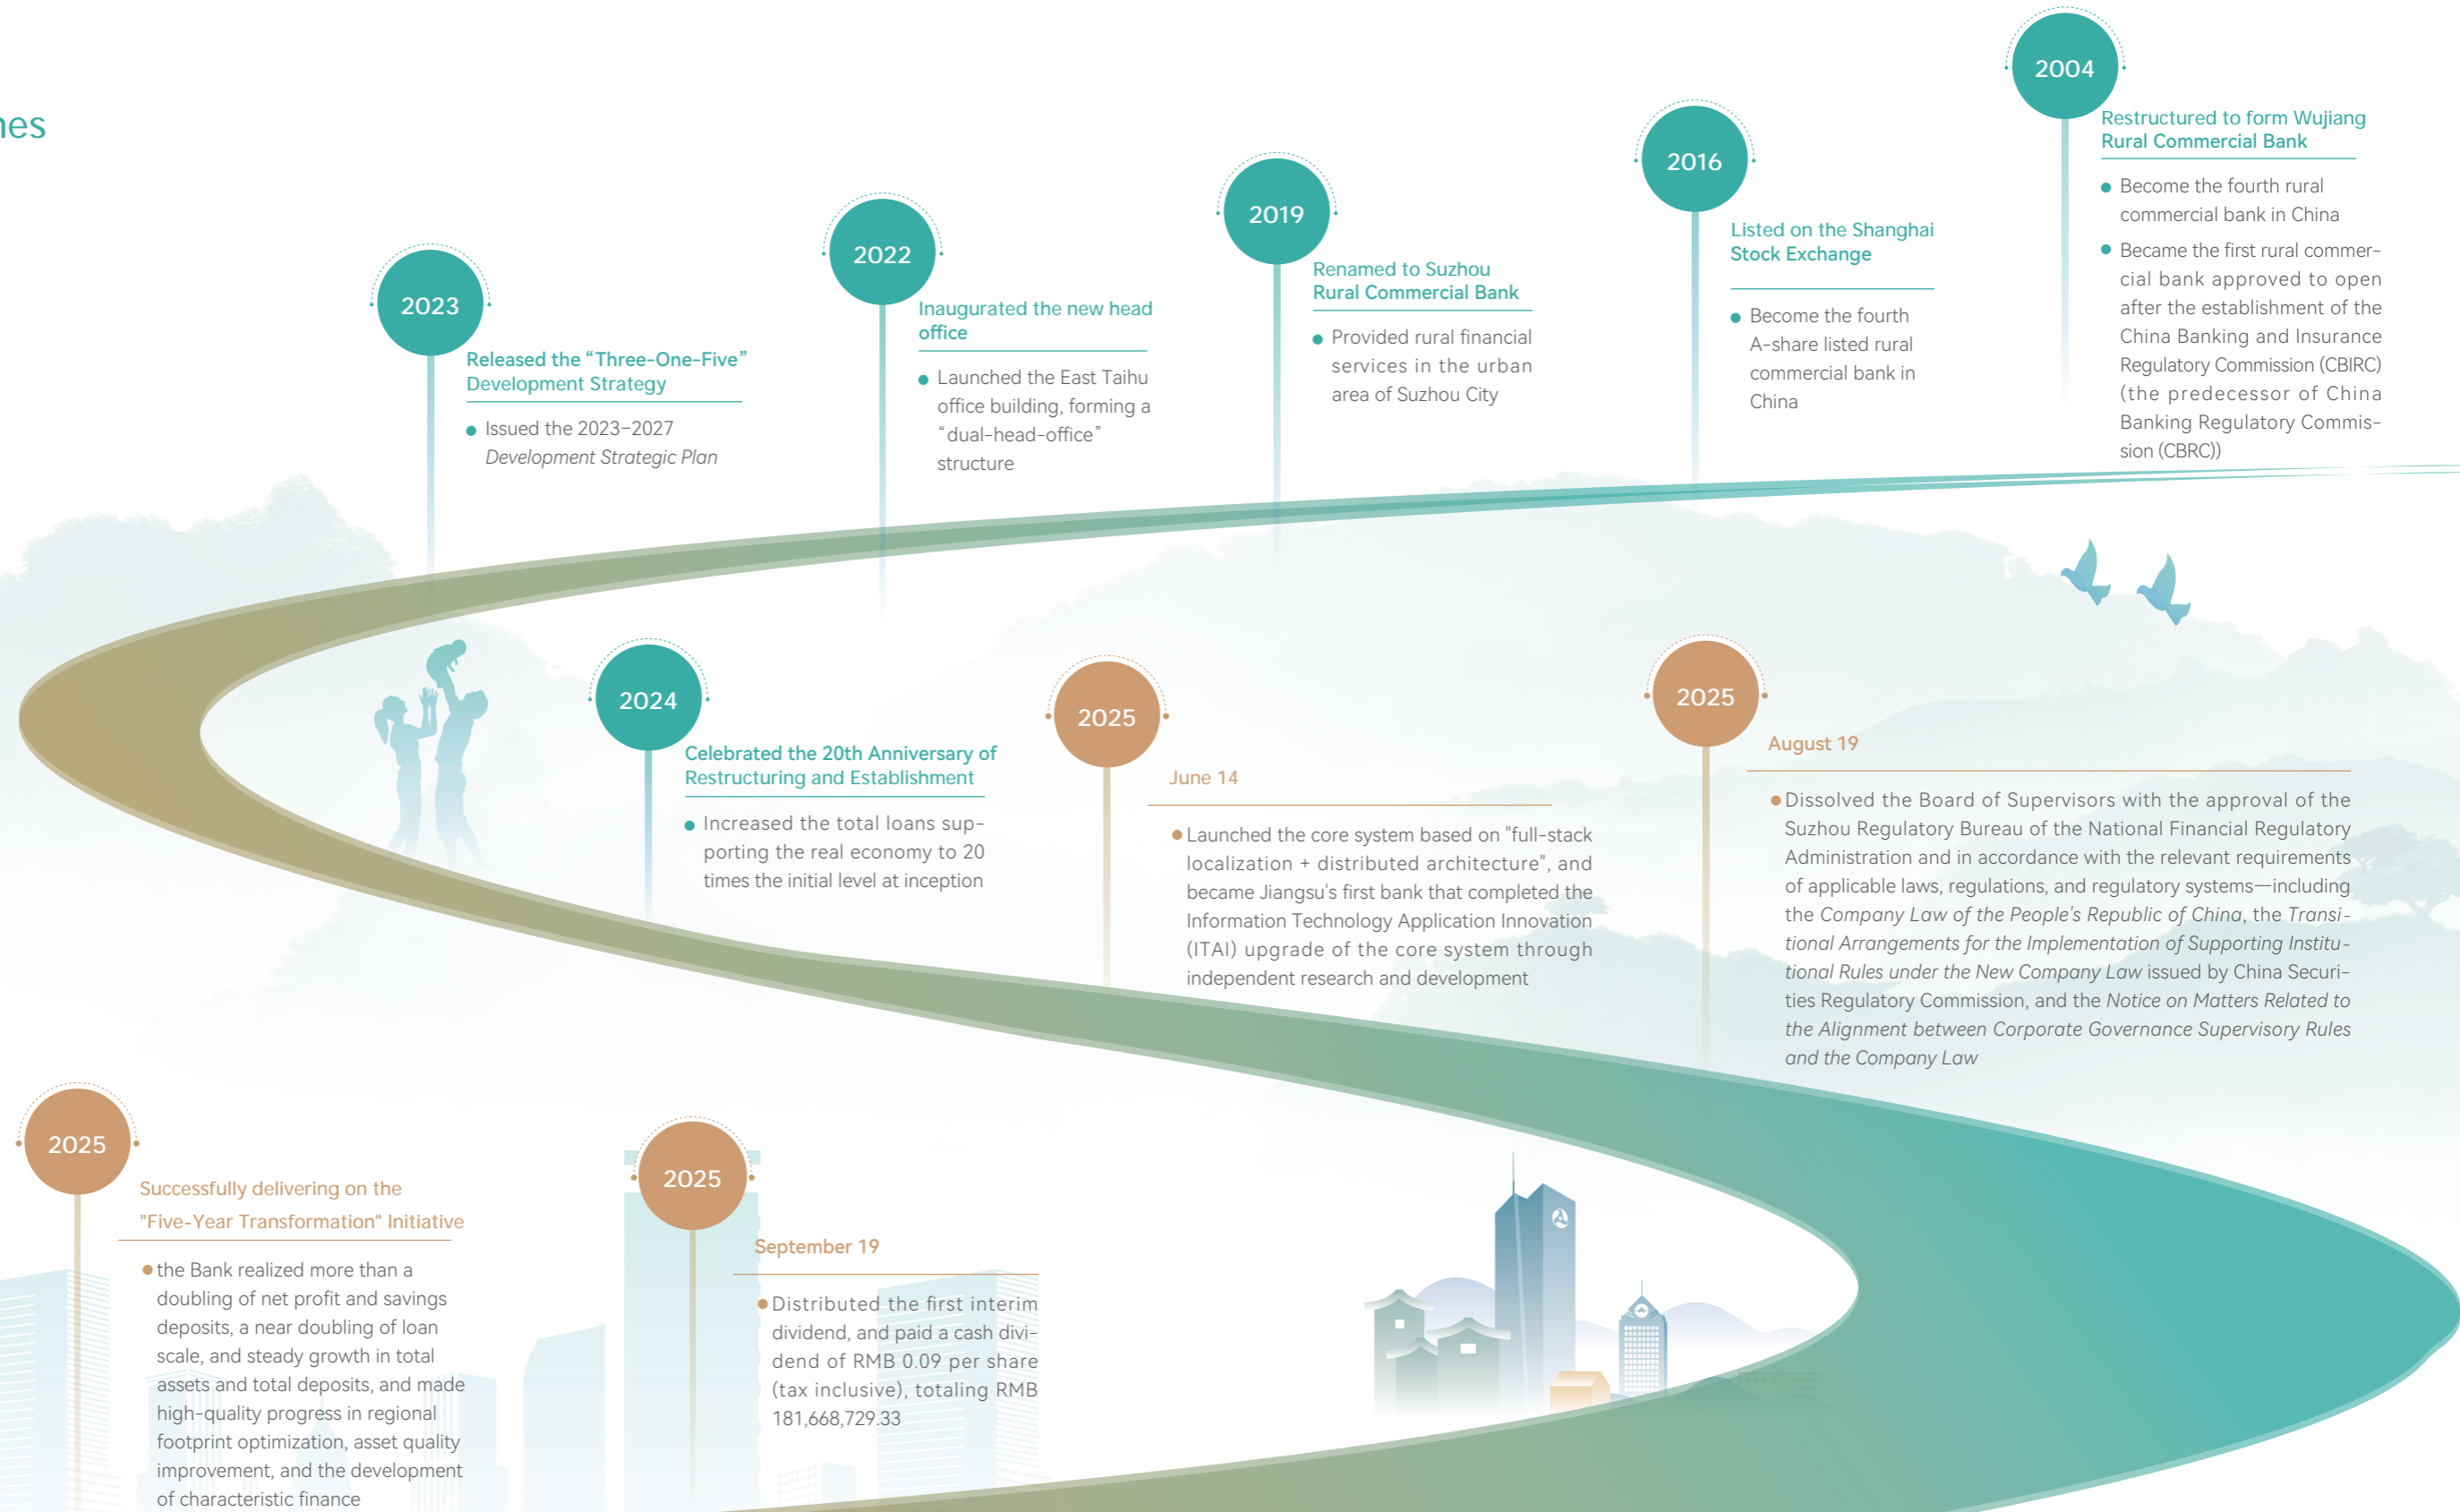 nes
2004
Restructured to form Wujiang
Rural Commercial Bank
Become the fourth rural
commercial bank in China
Became the first rural commer-
cial bank approved to open
after the establishment of the
China Banking and Insurance
Regulatory Commission (CBIRC)
(the predecessor of China
Banking Regulatory Commis-
sion (CBRC))
2016
Listed on the Shanghai
Stock Exchange
Become the fourth
A-share listed rural
commercial bank in
China
2019
Renamed to Suzhou
Rural Commercial Bank
Provided rural financial
services in the urban
area of Suzhou City
2022
Inaugurated the new head
office
Launched the East Taihu
office building, forming a
“dual-head-office”
structure
2023
Released the “Three-One-Five”
Development Strategy
Issued the 2023-2027
Development Strategic Plan
2024
Celebrated the 20th Anniversary of
Restructuring and Establishment
Increased the total loans sup-
porting the real economy to 20
times the initial level at inception
2025
June 14
Launched the core system based on "full-stack
localization + distributed architecture", and
became Jiangsu's first bank that completed the
Information Technology Application Innovation
(ITAI) upgrade of the core system through
independent research and development
2025
August 19
Dissolved the Board of Supervisors with the approval of the
Suzhou Regulatory Bureau of the National Financial Regulatory
Administration and in accordance with the relevant requirements
of applicable laws, regulations, and regulatory systems—including
the Company Law of the People's Republic of China, the Transi-
tional Arrangements for the Implementation of Supporting Institu-
tional Rules under the New Company Law issued by China Securi-
ties Regulatory Commission, and the Notice on Matters Related to
the Alignment between Corporate Governance Supervisory Rules
and the Company Law
2025
September 19
Distributed the first interim
dividend, and paid a cash divi-
dend of RMB 0.09 per share
(tax inclusive), totaling RMB
181,668,729.33
2025
Successfully delivering on the
"Five-Year Transformation" Initiative
the Bank realized more than a
doubling of net profit and savings
deposits, a near doubling of loan
scale, and steady growth in total
assets and total deposits, and made
high-quality progress in regional
footprint optimization, asset quality
improvement, and the development
of characteristic finance